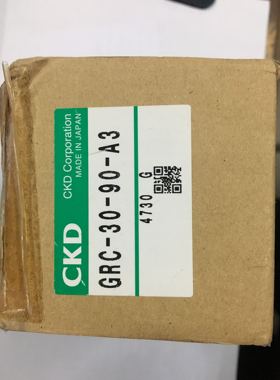 CKD
CKD Corporation
MADE IN JAPAN
GRC-30-90-A3
4730 G